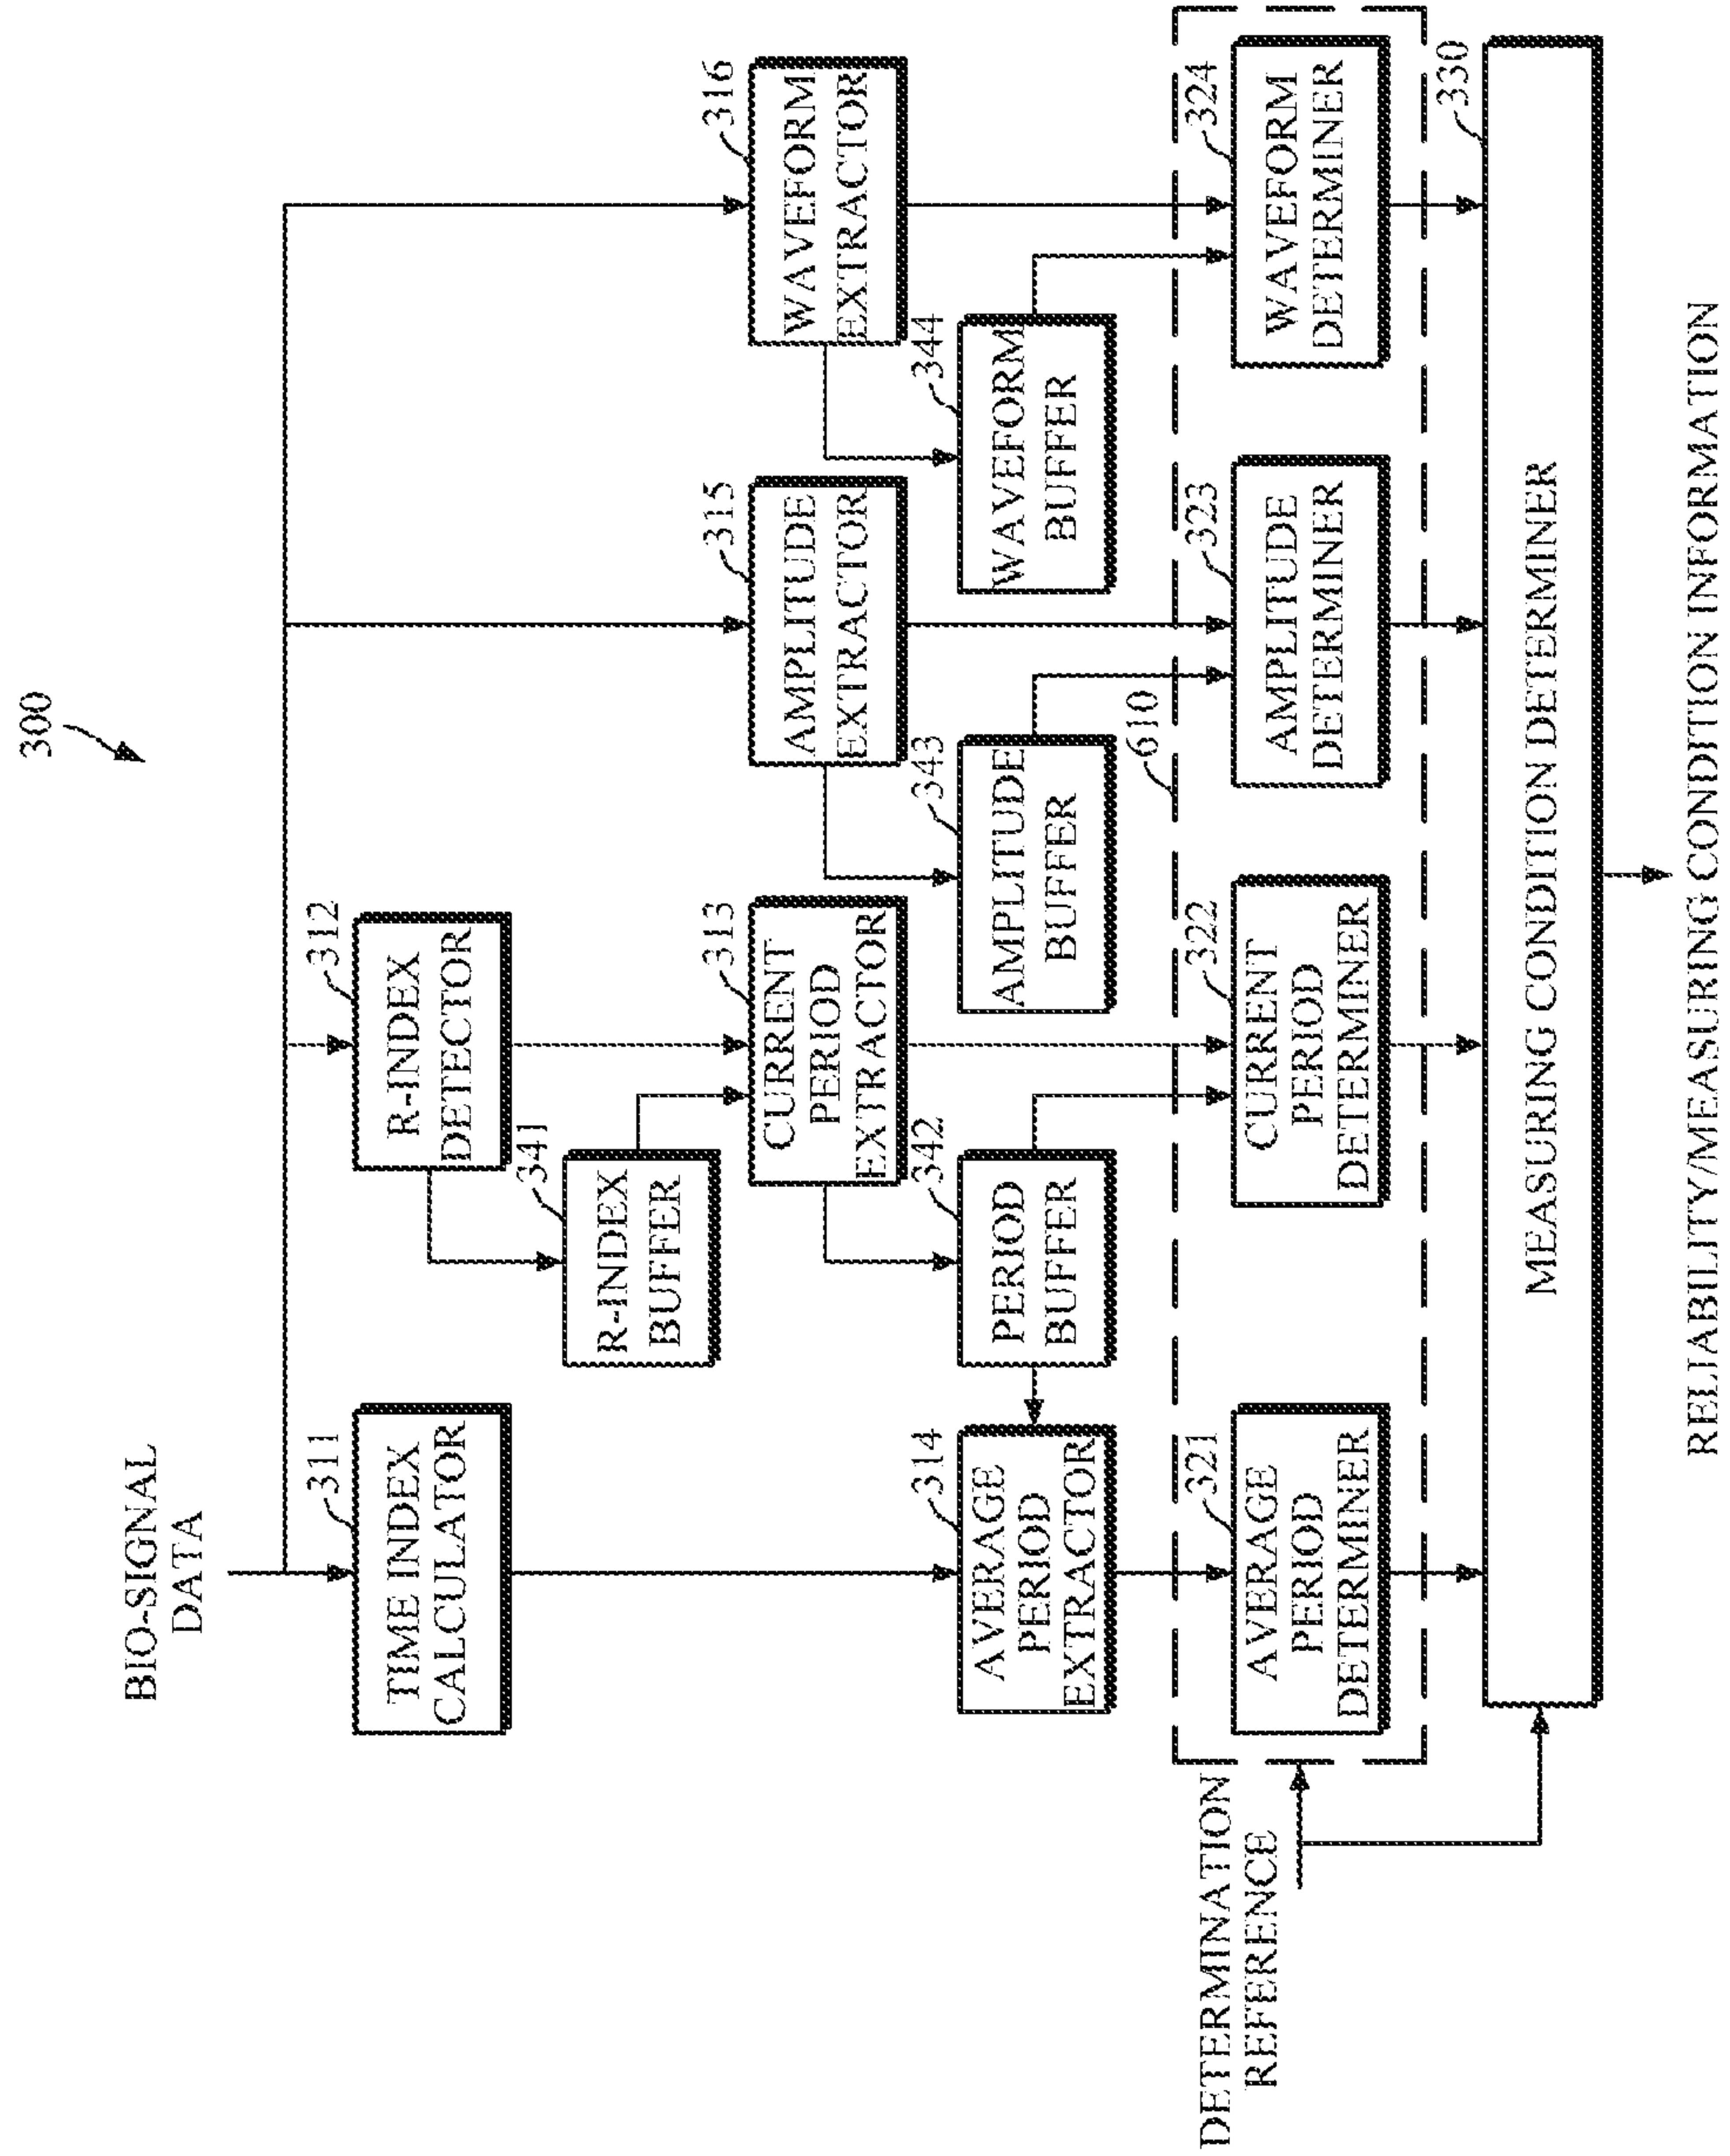 300
BIO-SIGNAL
DATA
311
TIME INDEX
CALCULATOR
312
R-INDEX
DETECTOR
341
R-INDEX
BUFFER
313
CURRENT
PERIOD
EXTRACTOR
315
AMPLITUDE
EXTRACTOR
316
WAVEFORM
EXTRACTOR
314
AVERAGE
PERIOD
EXTRACTOR
342
PERIOD
BUFFER
343
AMPLITUDE
BUFFER
344
WAVEFORM
BUFFER
610
DETERMINATION
REFERENCE
321
AVERAGE
PERIOD
DETERMINER
322
CURRENT
PERIOD
DETERMINER
323
AMPLITUDE
DETERMINER
324
WAVEFORM
DETERMINER
330
MEASURING CONDITION DETERMINER
RELIABILITY/MEASURING CONDITION INFORMATION